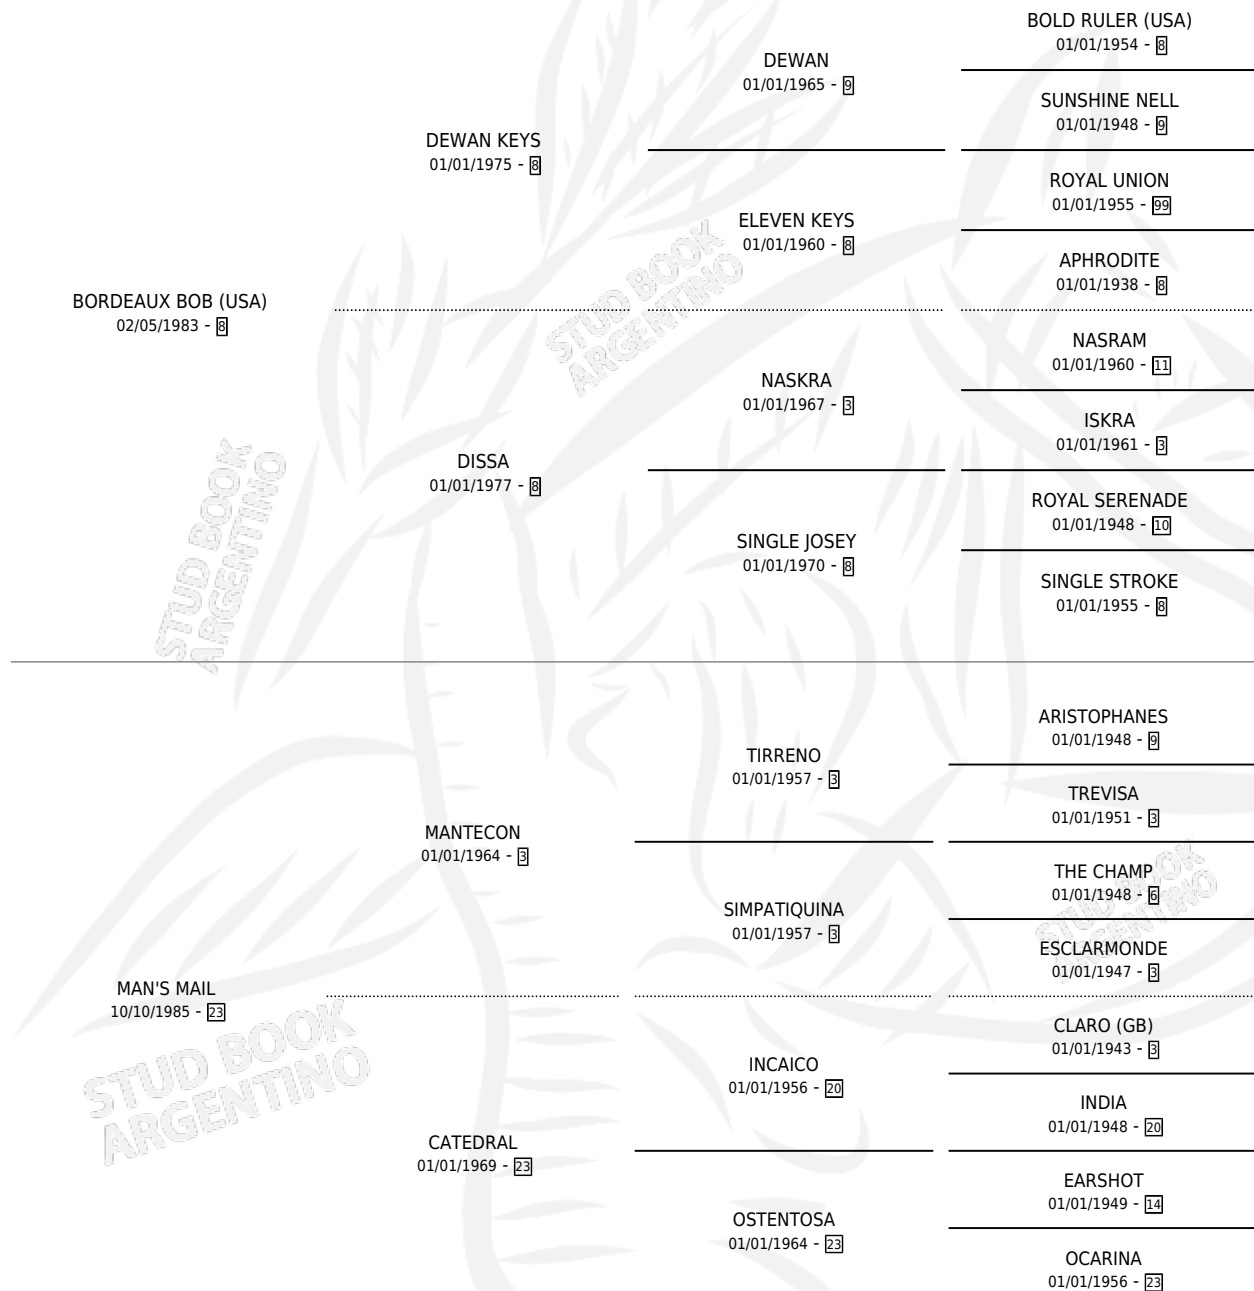 BOLD RULER (USA)
01/01/1954 - 8
DEWAN
01/01/1965 - 9
SUNSHINE NELL
01/01/1948 - 9
DEWAN KEYS
01/01/1975 - 8
ROYAL UNION
01/01/1955 - 99
ELEVEN KEYS
01/01/1960 - 8
APHRODITE
01/01/1938 - 8
BORDEAUX BOB (USA)
02/05/1983 - 8
NASRAM
01/01/1960 - 11
NASKRA
01/01/1967 - 3
ISKRA
01/01/1961 - 3
DISSA
01/01/1977 - 8
ROYAL SERENADE
01/01/1948 - 10
SINGLE JOSEY
01/01/1970 - 8
SINGLE STROKE
01/01/1955 - 8
ARISTOPHANES
01/01/1948 - 9
TIRRENO
01/01/1957 - 3
TREVISA
01/01/1951 - 3
MANTECON
01/01/1964 - 3
THE CHAMP
01/01/1948 - 6
SIMPATIQUINA
01/01/1957 - 3
ESCLARMONDE
01/01/1947 - 3
MAN'S MAIL
10/10/1985 - 23
CLARO (GB)
01/01/1943 - 3
INCAICO
01/01/1956 - 20
INDIA
01/01/1948 - 20
CATEDRAL
01/01/1969 - 23
EARSHOT
01/01/1949 - 14
OSTENTOSA
01/01/1964 - 23
OCARINA
01/01/1956 - 23
STUD BOOK
ARGENTINO
STUD BOOK
ARGENTINO
STUD BOOK
ARGENTINO
STUD BOOK
ARGENTINO